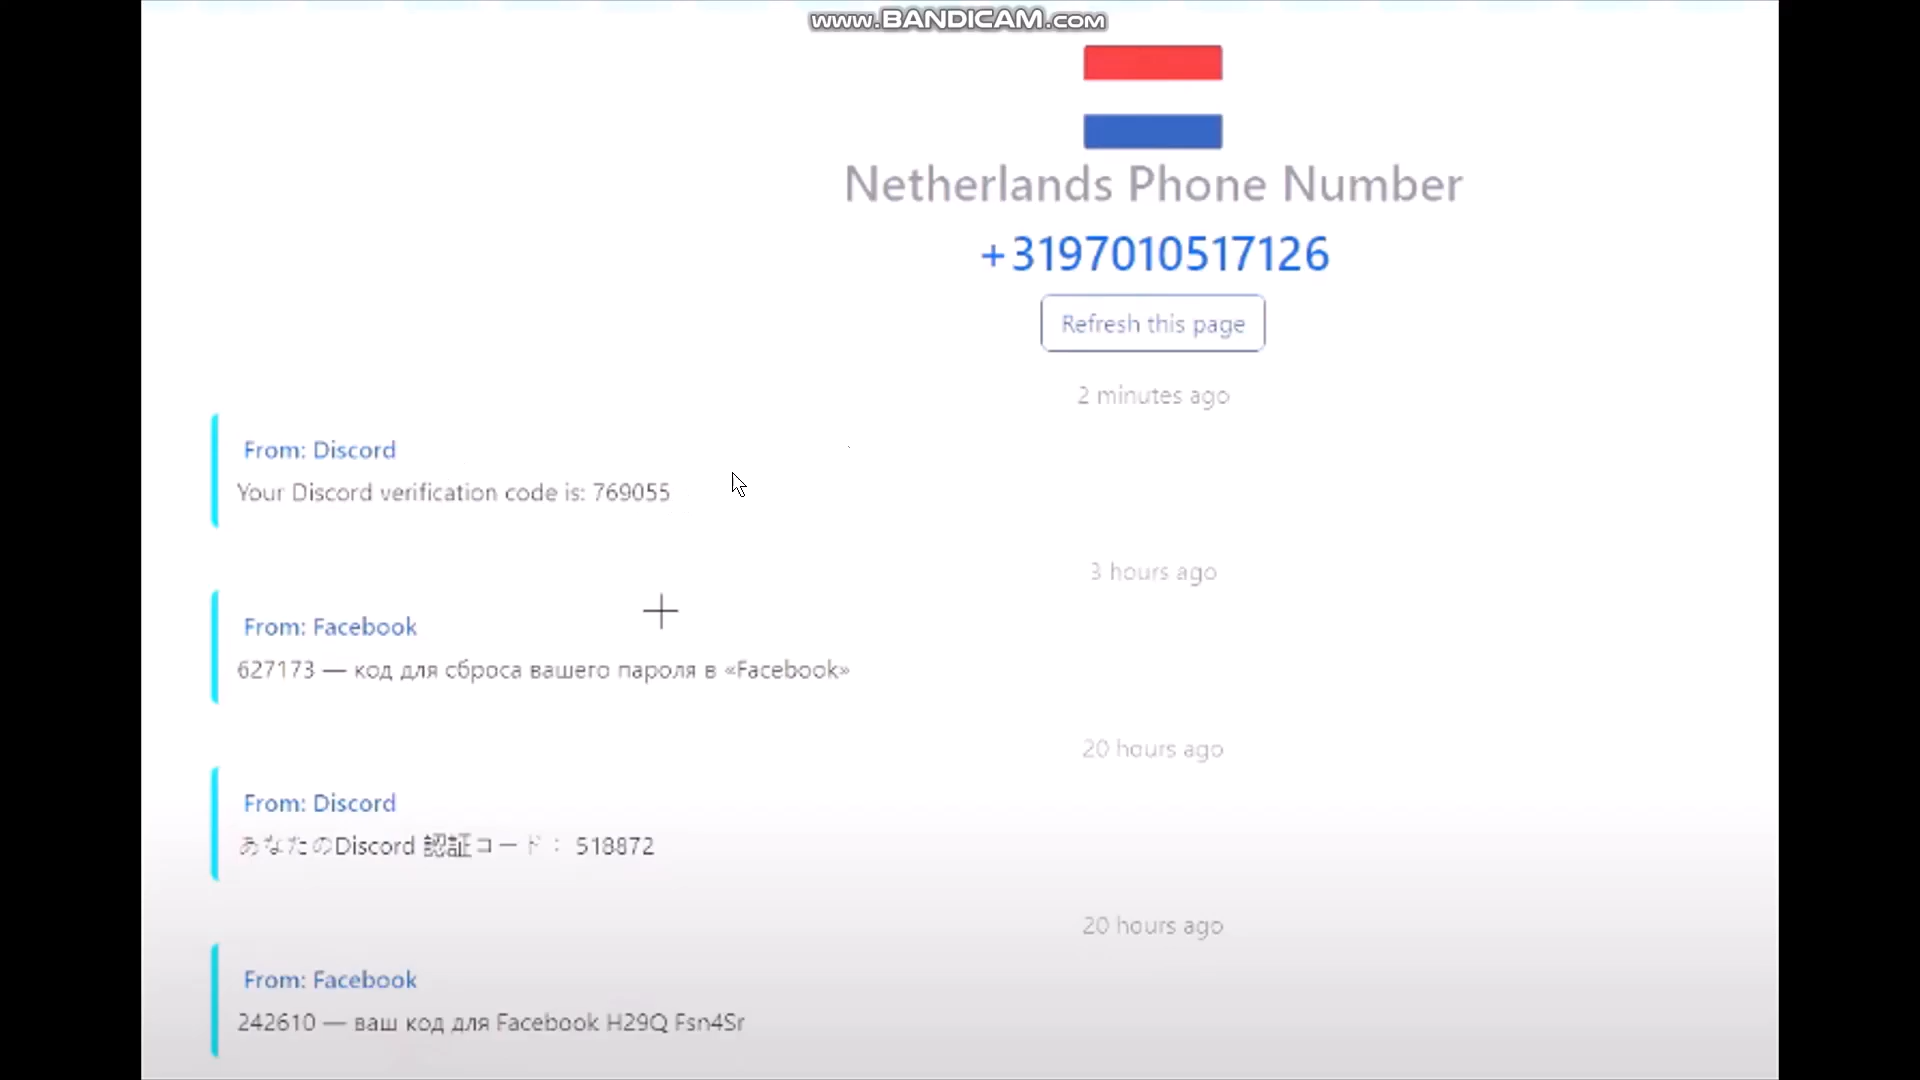 www.BANDICAM.com
Netherlands Phone Number
+3197010517126
Refresh this page
2 minutes ago
From: Discord
Your Discord verification code is: 769055
3 hours ago
From: Facebook
627173 — код для сброса вашего пароля в «Facebook»
20 hours ago
From: Discord
あなたのDiscord 認証コード： 518872
20 hours ago
From: Facebook
242610 — ваш код для Facebook H29Q Fsn4Sr